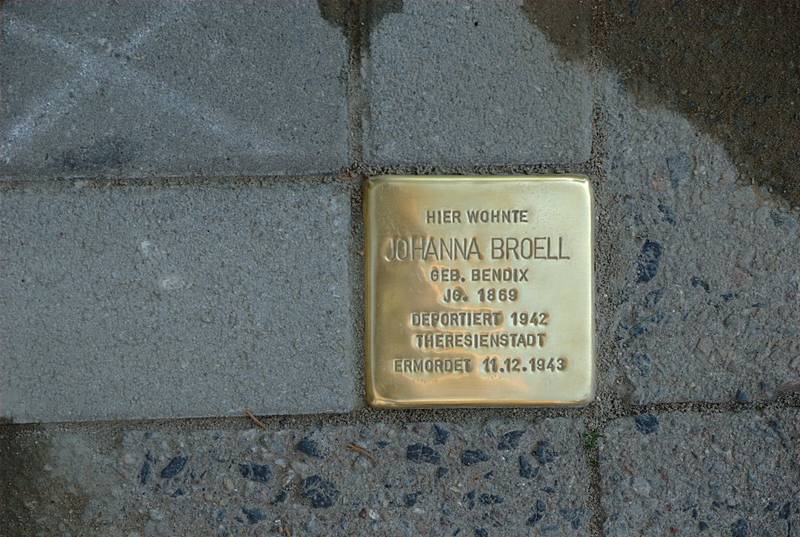 HIER WOHNTE
JOHANNA BROELL
GEB. BENDIX
JG. 1869
DEPORTIERT 1942
THERESIENSTADT
ERMORDET 11.12.1943